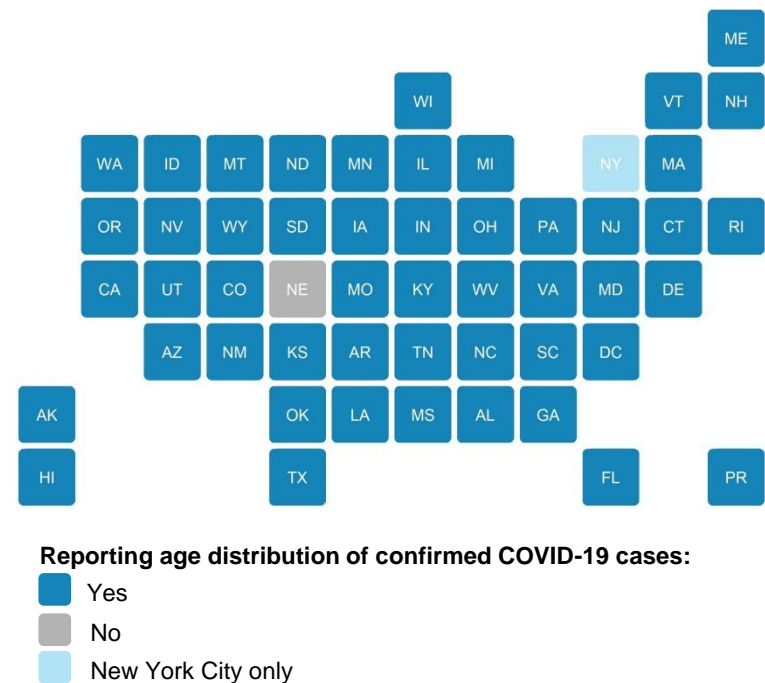 ME
WI VT NH
WA ID MT ND MN IL MI NY MA
OR NV WY SD IA IN OH PA NJ CT RI
CA UT CO NE MO KY WV VA MD DE
AZ NM KS AR TN NC SC DC
AK OK LA MS AL GA
HI TX FL PR
Reporting age distribution of confirmed COVID-19 cases:
Yes
No
New York City only